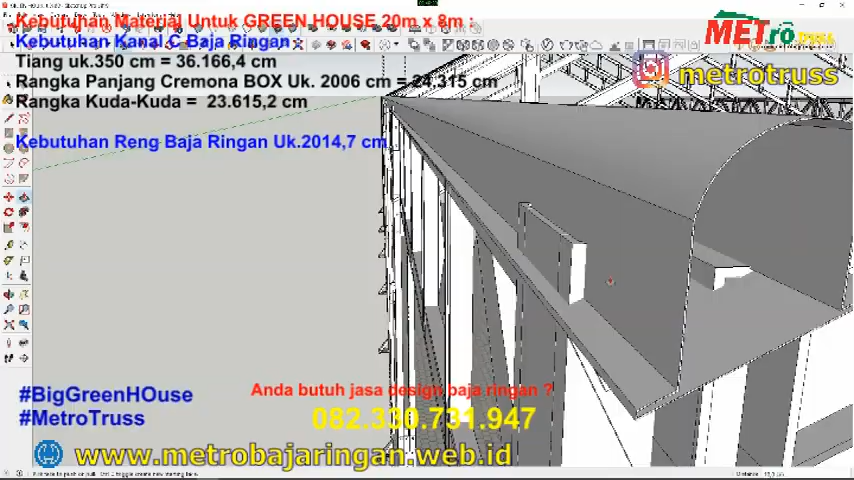 Kebutuhan Material Untuk GREEN HOUSE 20m x 8m :
Kebutuhan Kanal C Baja Ringan
Tiang uk.350 cm = 36.166,4 cm
Rangka Panjang Cremona BOX Uk. 2006 cm = 24.315 cm
Rangka Kuda-Kuda = 23.615,2 cm
METro
metrotruss
Kebutuhan Reng Baja Ringan Uk.2014,7 cm
#BigGreenHOuse
#MetroTruss
Anda butuh jasa design baja ringan ?
082.330.731.947
www.metrobajaringan.web.id